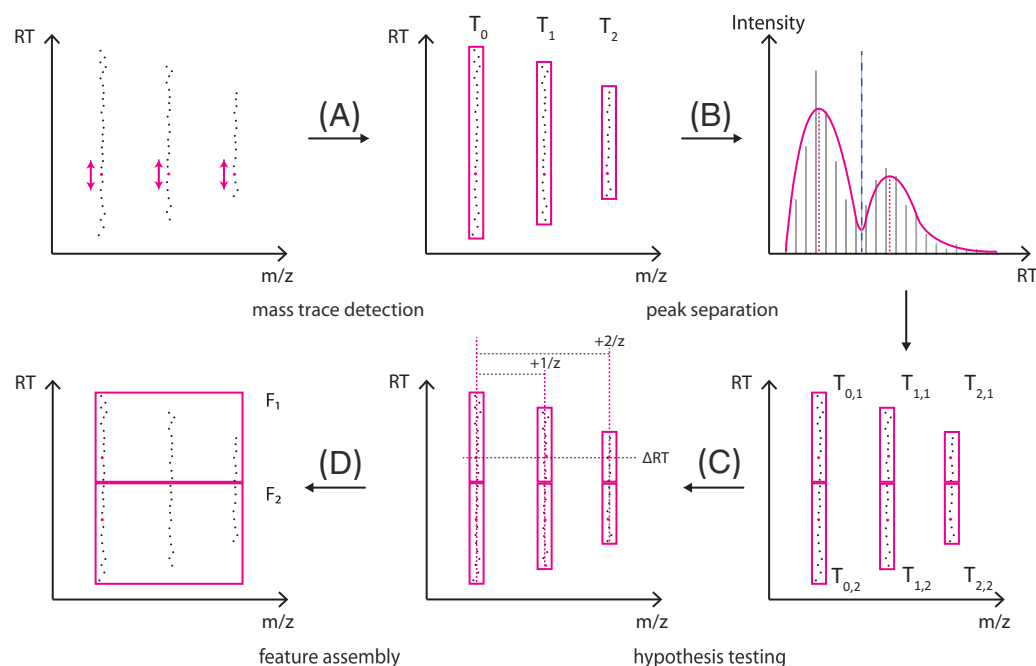 RT
m/z
(A)
mass trace detection
RT
T0
T1
T2
m/z
(B)
peak separation
Intensity
RT
RT
T0,1
T1,1
T2,1
T0,2
T1,2
T2,2
m/z
(C)
hypothesis testing
RT
+2/z
+1/z
ΔRT
m/z
(D)
feature assembly
RT
F1
F2
m/z